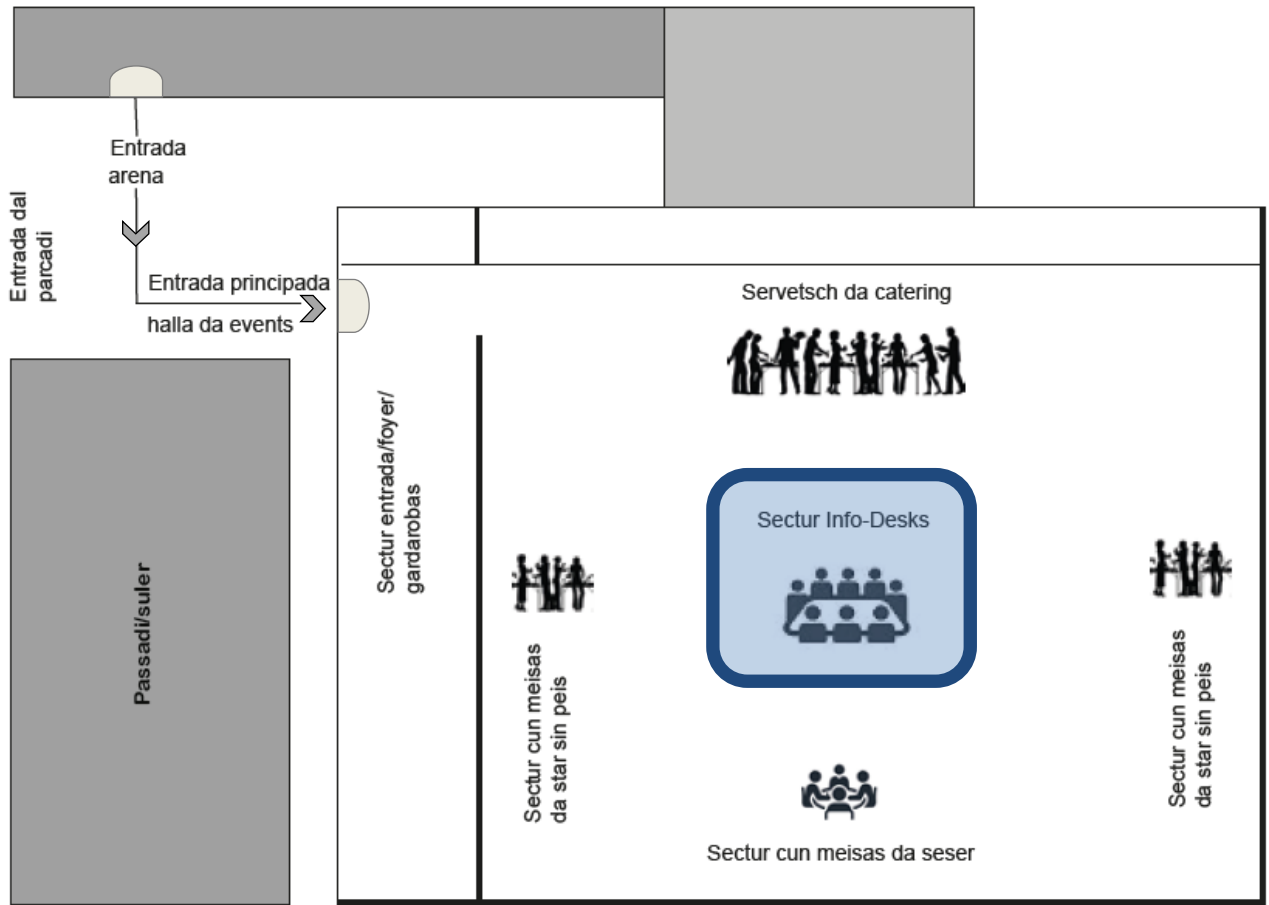 Entrada
arena
Entrada dal
parcadi
Entrada principada
halla da events
Passadi/suler
Sectur entrada/foyer/
gardarobas
Servetsch da catering
Sectur Info-Desks
Sectur cun meisas
da star sin peis
Sectur cun meisas da seser
Sectur cun meisas
da star sin peis